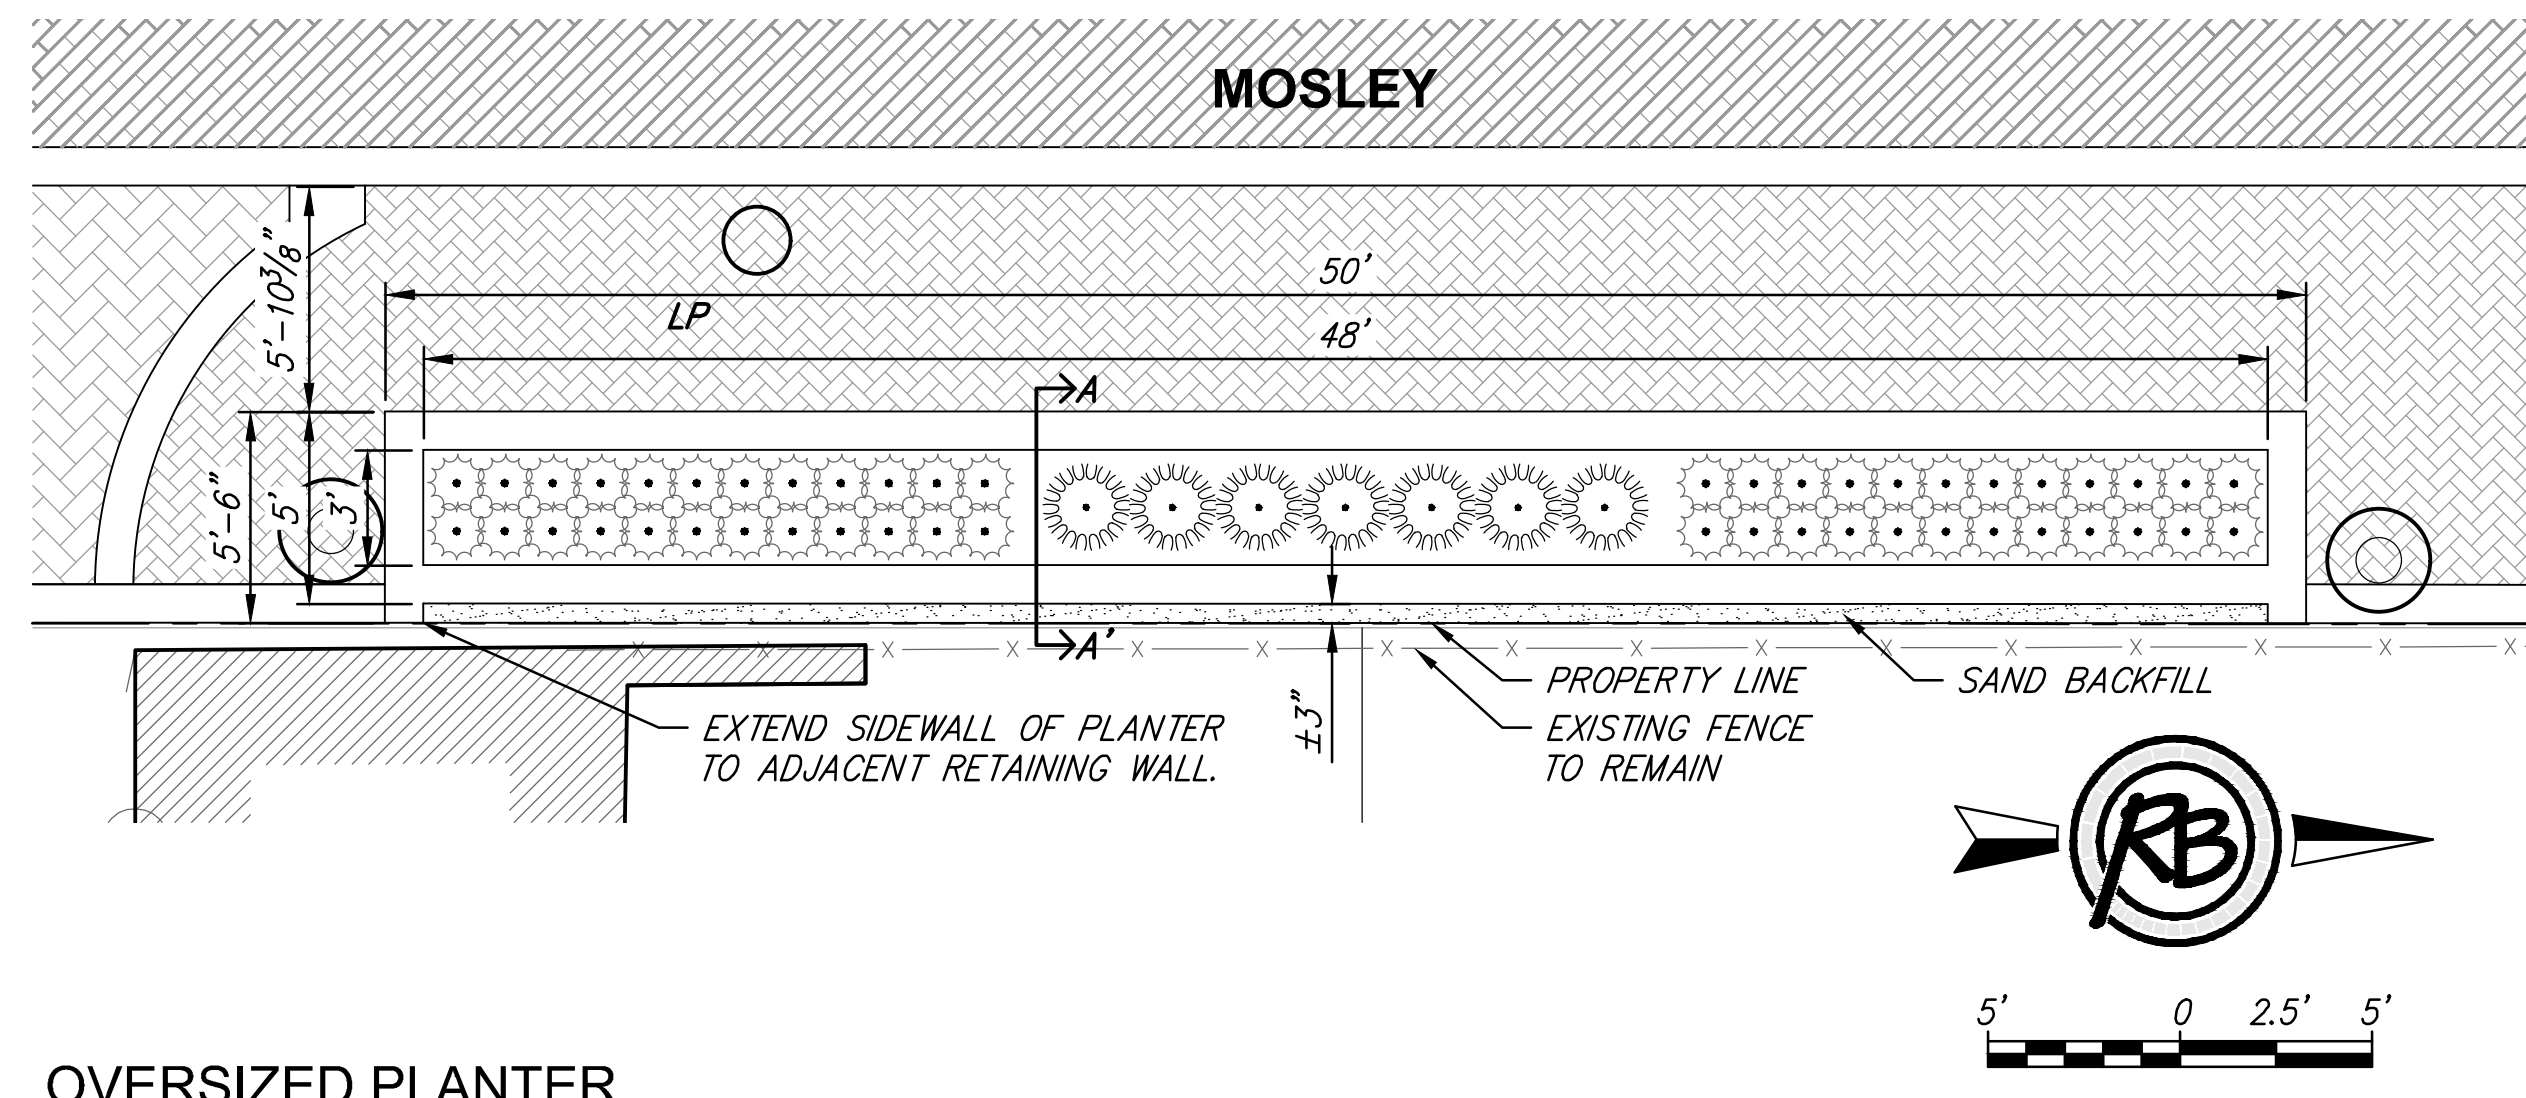 MOSLEY
5'-10 3/8"
50'
LP
48'
A
5'-6"
5'
3'
A'
PROPERTY LINE
SAND BACKFILL
±3"
EXTEND SIDEWALL OF PLANTER
TO ADJACENT RETAINING WALL.
EXISTING FENCE
TO REMAIN
RB
5' 0 2.5' 5'
OVERSIZED PLANTER